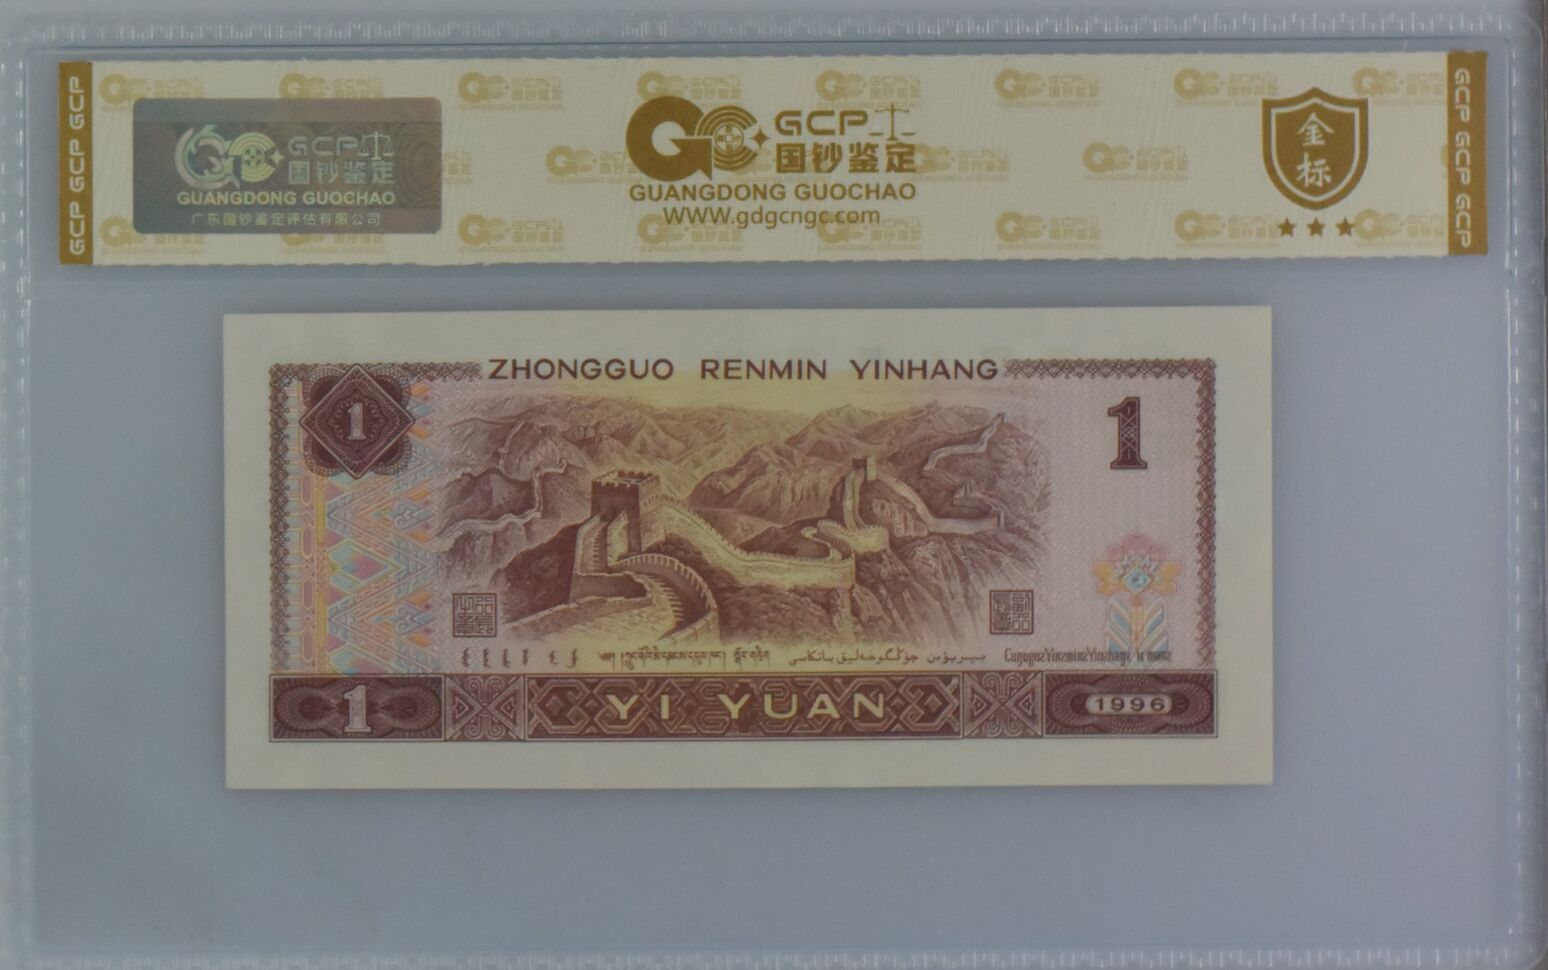 GCP GCP GCP
GCP
国钞鉴定
GUANGDONG GUOCHAO
广东国钞鉴定评估有限公司
GCP
国钞鉴定
GUANGDONG GUOCHAO
WWW.gdgcngc.com
金标
GCP GCP GCP
ZHONGGUO RENMIN YINHANG
1
1
1
YI YUAN
1996